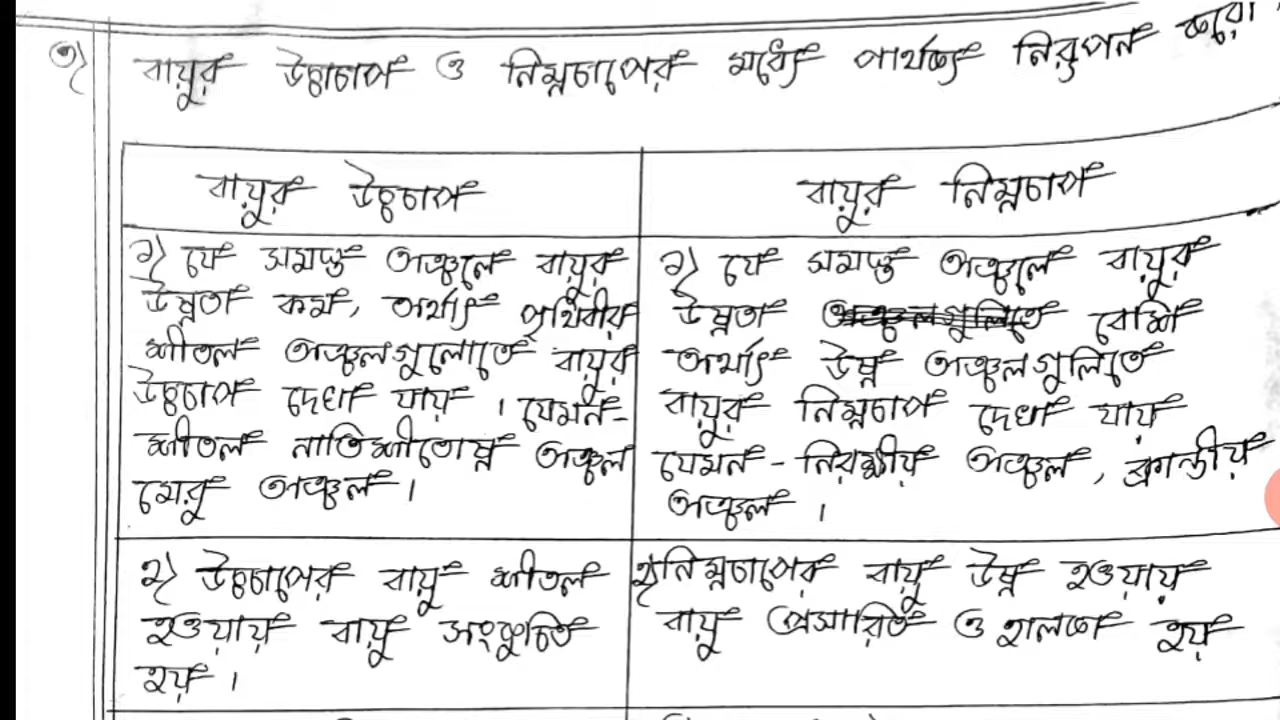 ৩) বায়ুর উচ্চচাপ ও নিম্নচাপের মধ্যে পার্থক্য নিরুপন করো
বায়ুর উচ্চচাপ
বায়ুর নিম্নচাপ
১) যে সমস্ত অঞ্চলে বায়ুর
উষ্ণতা কম, অর্থাৎ পৃথিবীর
শীতল অঞ্চলগুলোতে বায়ুর
উচ্চচাপ দেখা যায় । যেমন-
শীতল নাতিশীতোষ্ণ অঞ্চল
মেরু অঞ্চল।
১) যে সমস্ত অঞ্চলে বায়ুর
উষ্ণতা বেশি
অর্থাৎ উষ্ণ অঞ্চলগুলিতে
বায়ুর নিম্নচাপ দেখা যায়
যেমন - নিরক্ষীয় অঞ্চল, ক্রান্তীয়
অঞ্চল ।
২) উচ্চচাপের বায়ু শীতল
হওয়ায় বায়ু সংকুচিত
হয় ।
২) নিম্নচাপের বায়ু উষ্ণ হওয়ায়
বায়ু প্রসারিত ও হালকা হয়